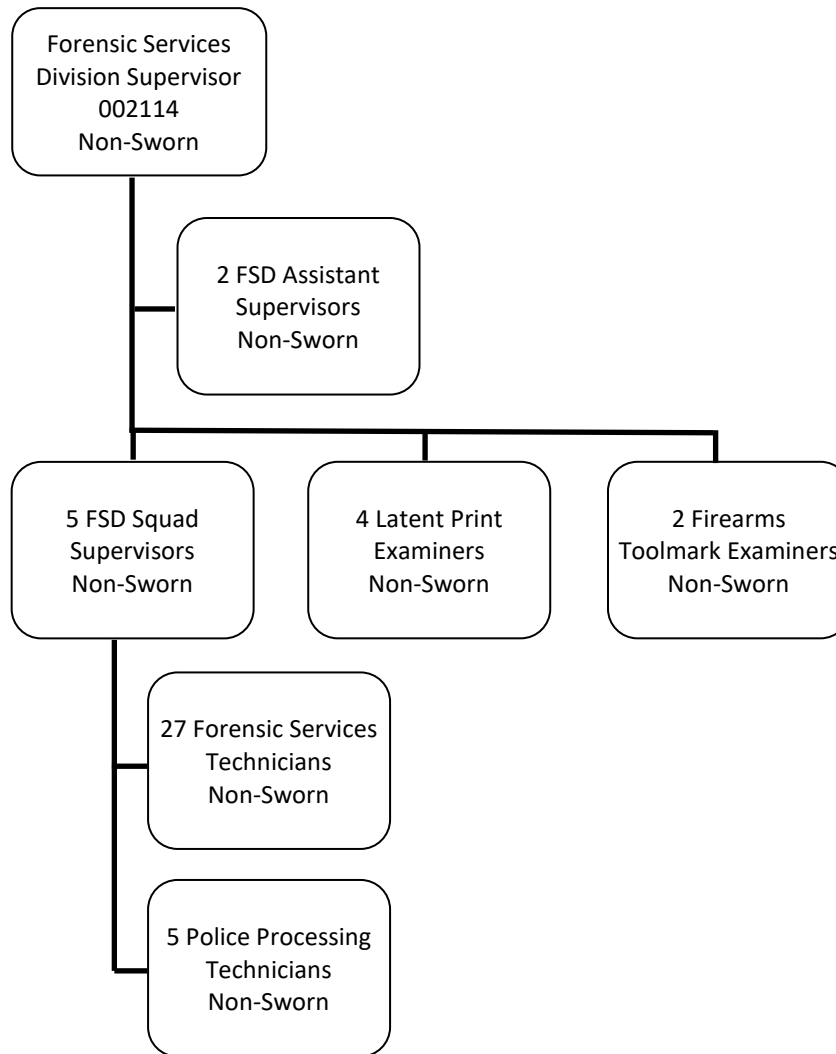 Forensic Services
Division Supervisor
002114
Non-Sworn
2 FSD Assistant
Supervisors
Non-Sworn
5 FSD Squad
Supervisors
Non-Sworn
4 Latent Print
Examiners
Non-Sworn
2 Firearms
Toolmark Examiners
Non-Sworn
27 Forensic Services
Technicians
Non-Sworn
5 Police Processing
Technicians
Non-Sworn